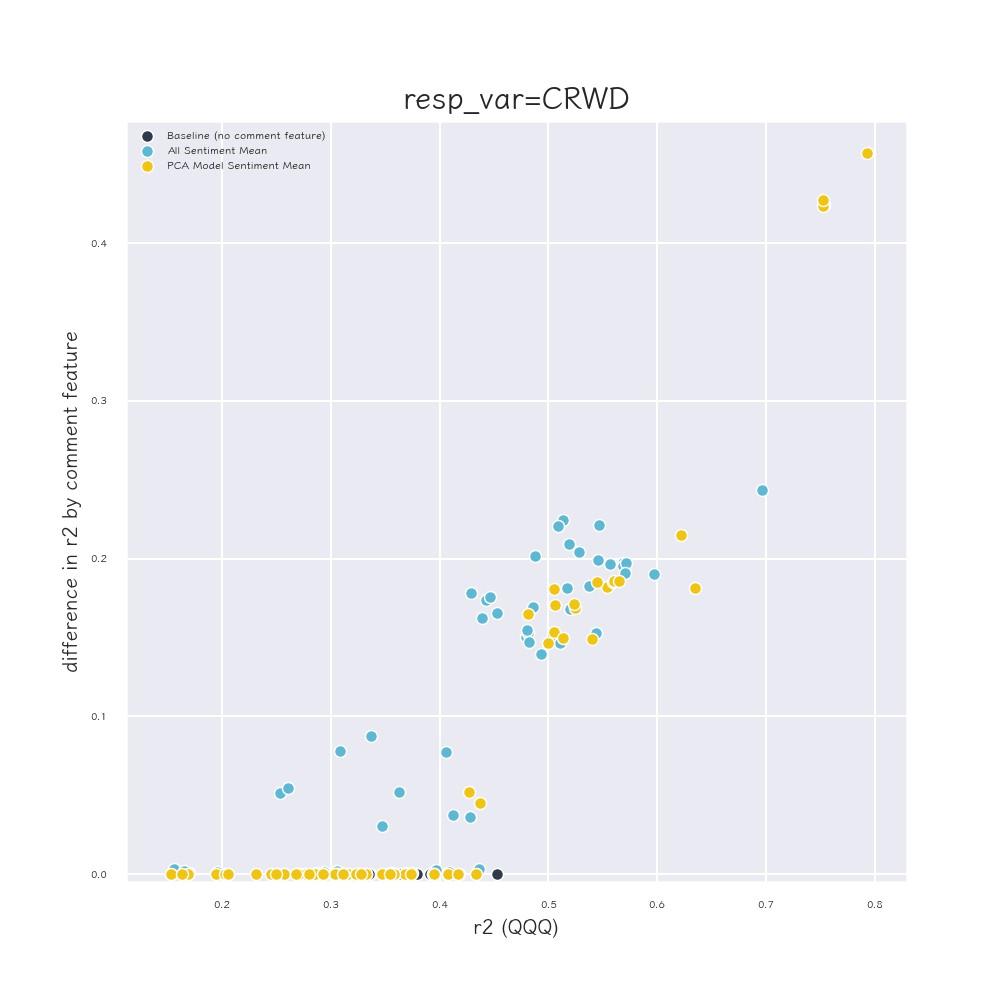 resp_var=CRWD
Baseline (no comment feature)
All Sentiment Mean
PCA Model Sentiment Mean
difference in r2 by comment feature
0.4
0.3
0.2
0.1
0.0
0.2 0.3 0.4 0.5 0.6 0.7 0.8
r2 (QQQ)